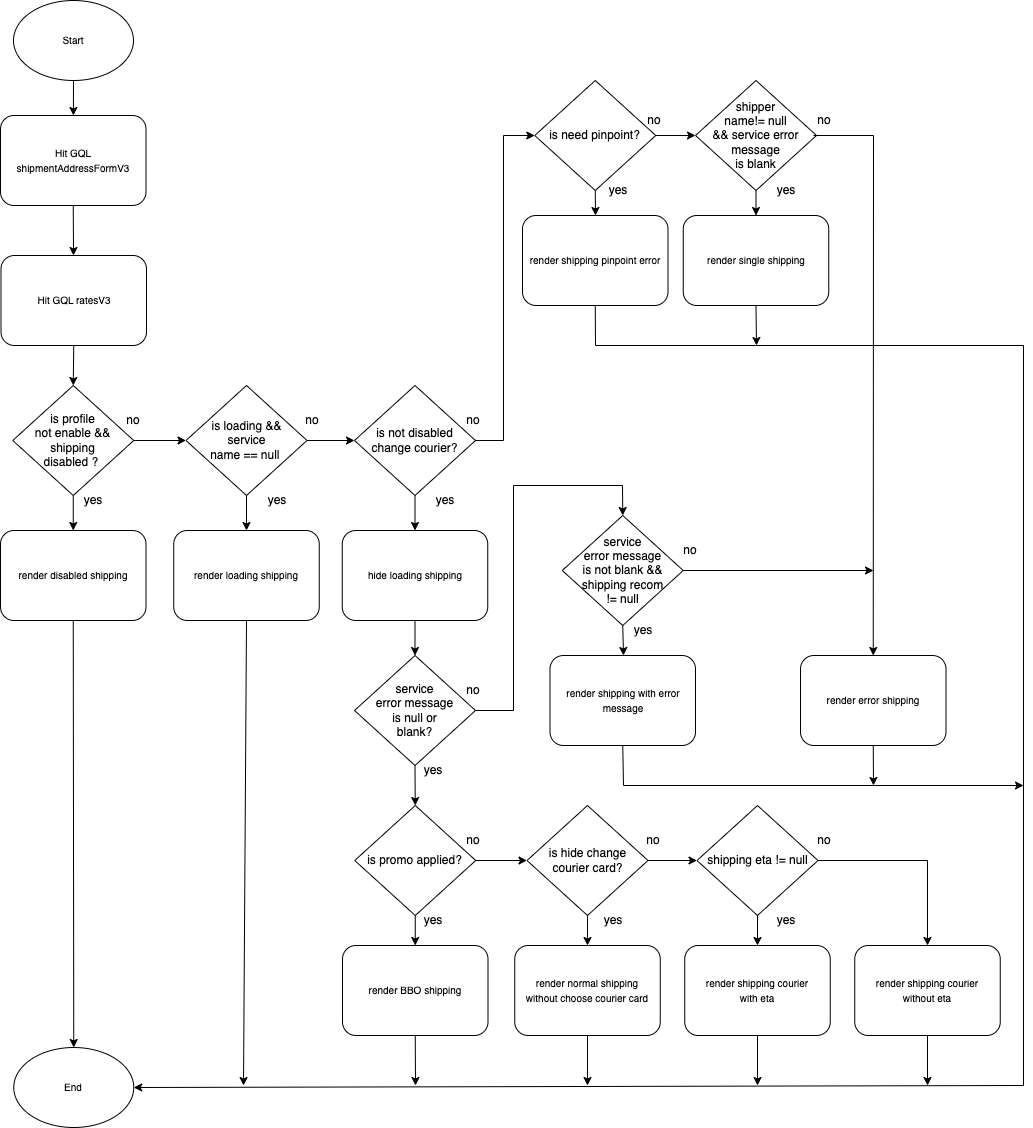 Start
Hit GQL
shipmentAddressFormV3
Hit GQL ratesV3
is need pinpoint?
no
shipper
name!= null
&& service error
message
is blank
no
yes
yes
render shipping pinpoint error
render single shipping
is profile
not enable &&
shipping
disabled ?
no
is loading &&
service
name == null
no
is not disabled
change courier?
no
yes
yes
yes
render disabled shipping
render loading shipping
hide loading shipping
service
error message
is not blank &&
shipping recom
!= null
no
yes
service
error message
is null or
blank?
no
yes
render shipping with error
message
render error shipping
is promo applied?
no
is hide change
courier card?
no
shipping eta != null
no
yes
yes
yes
render BBO shipping
render normal shipping
without choose courier card
render shipping courier
with eta
render shipping courier
without eta
End